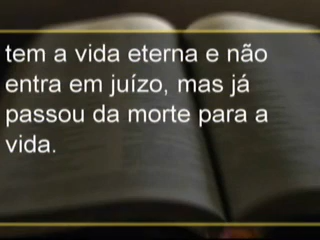 tem a vida eterna e não
entra em juízo, mas já
passou da morte para a
vida.